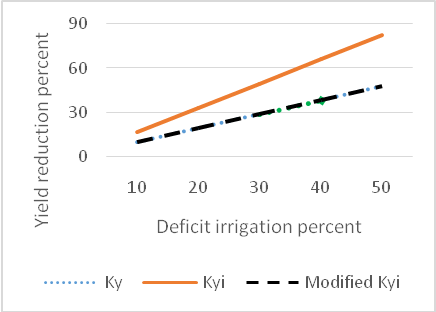 90
60
30
0
Yield reduction percent
10 20 30 40 50
Deficit irrigation percent
Ky Kyi Modified Kyi